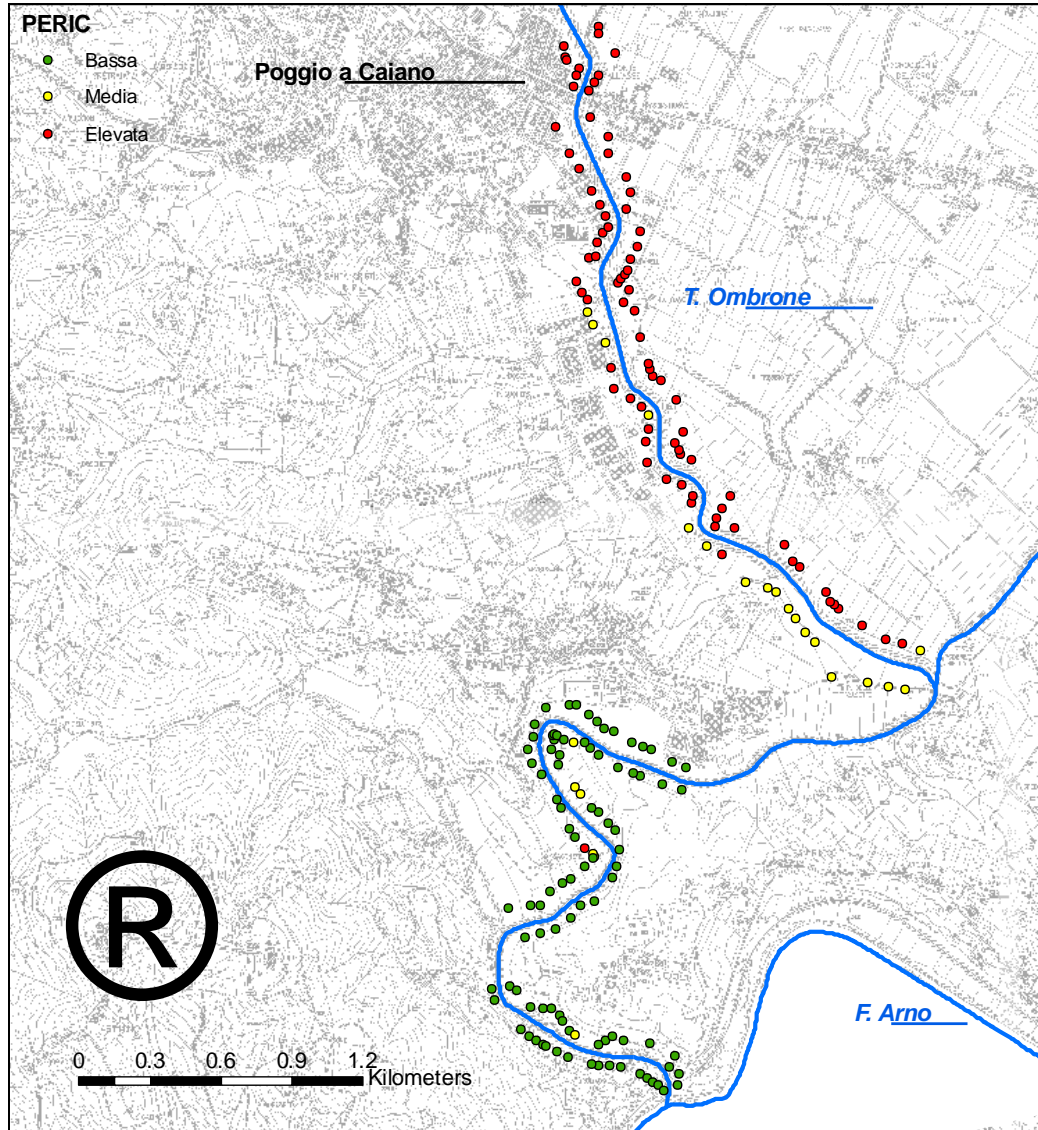 PERIC
Bassa
Media
Elevata
Poggio a Caiano
T. Ombrone
F. Arno
R
0 0.3 0.6 0.9 1.2
Kilometers